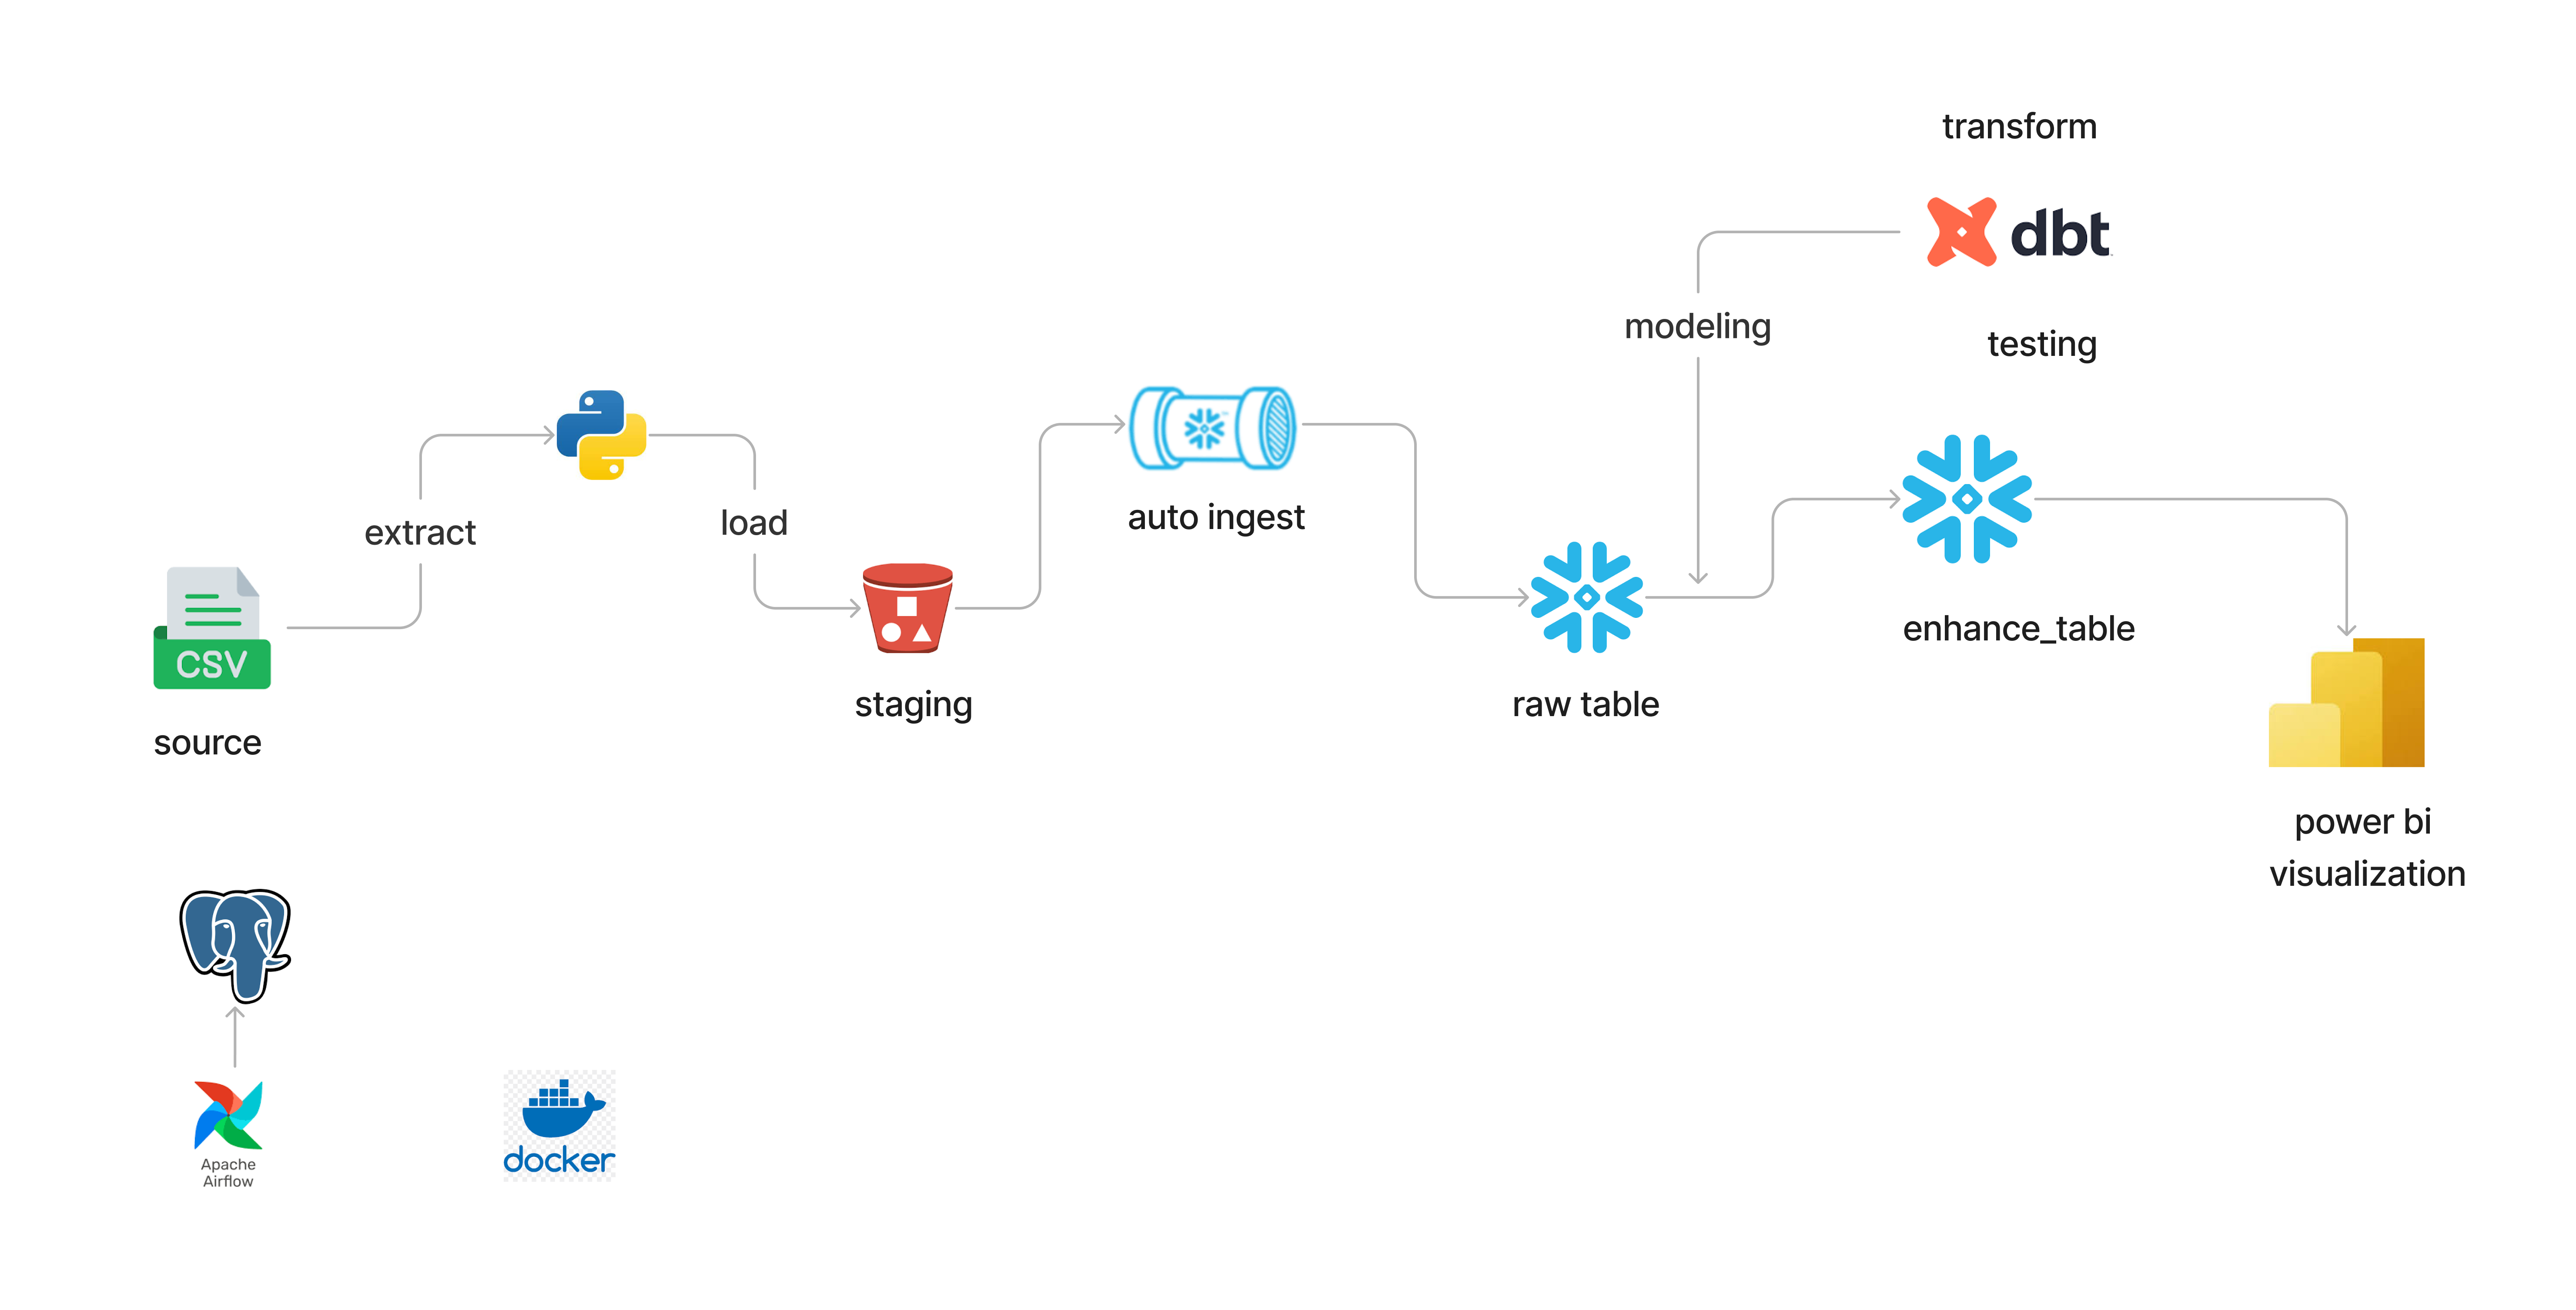 transform
dbt
modeling
testing
extract
load
auto ingest
CSV
enhance_table
staging
raw table
source
power bi
visualization
docker
Apache
Airflow